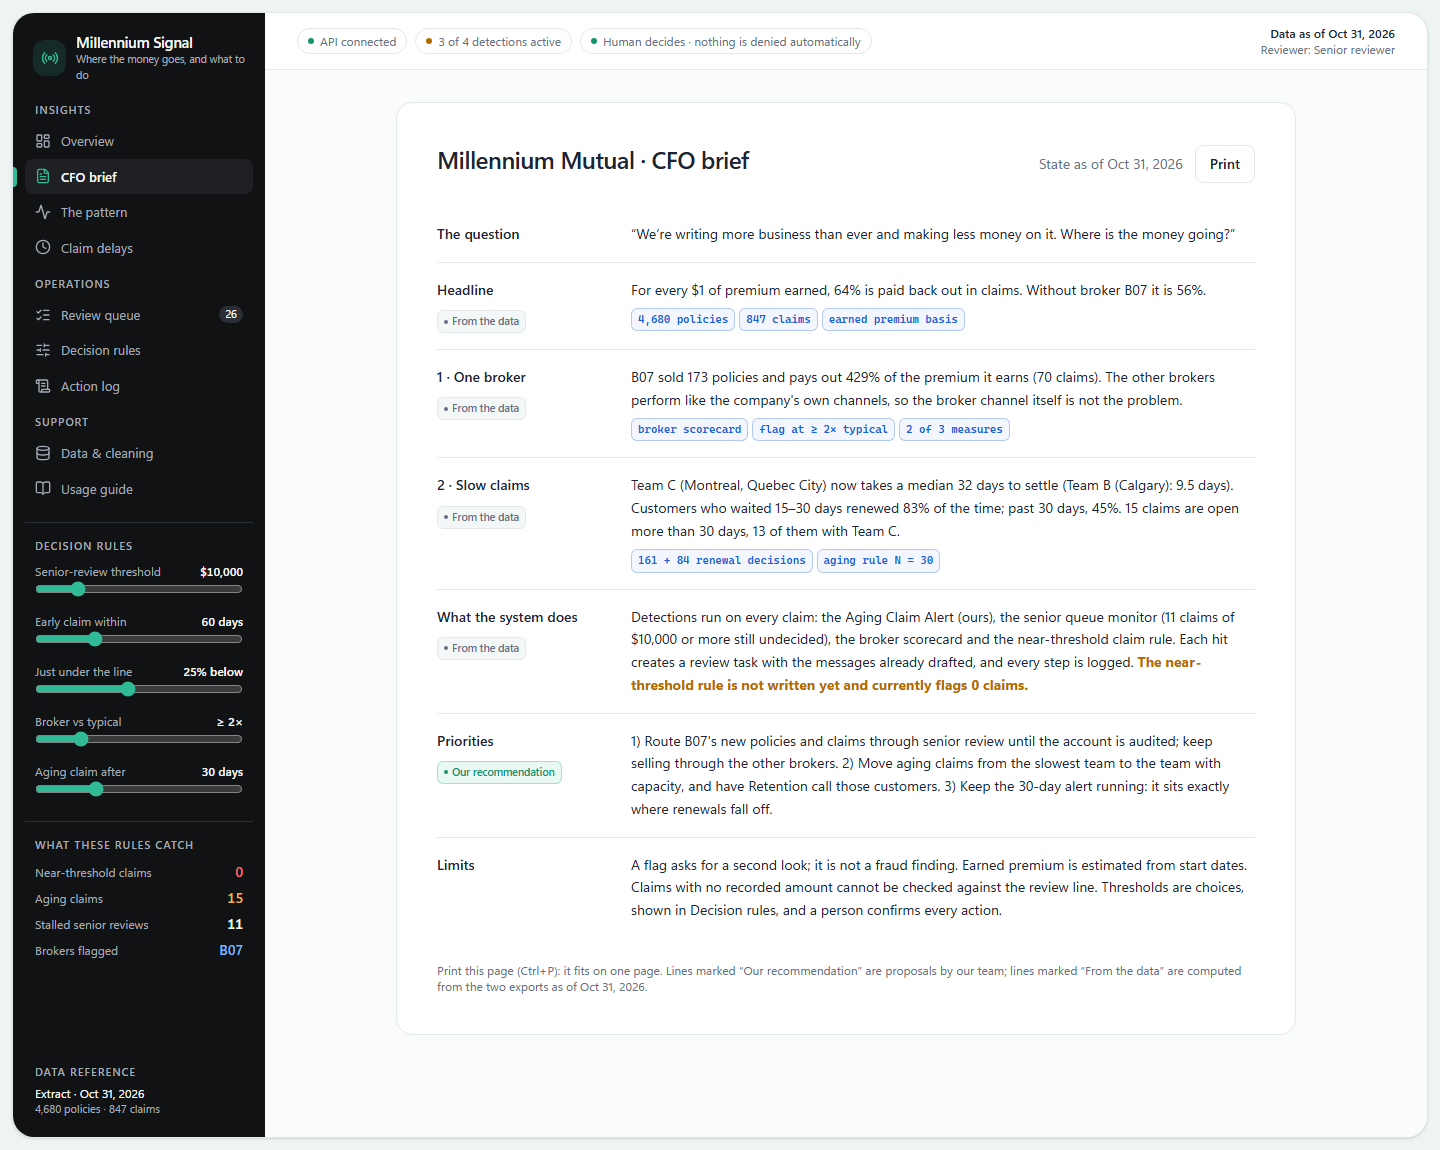 Millennium Signal
Where the money goes, and what to
do
INSIGHTS
Overview
CFO brief
The pattern
Claim delays
OPERATIONS
Review queue
26
Decision rules
Action log
SUPPORT
Data & cleaning
Usage guide
DECISION RULES
Senior-review threshold $10,000
Early claim within 60 days
Just under the line 25% below
Broker vs typical ≥ 2×
Aging claim after 30 days
WHAT THESE RULES CATCH
Near-threshold claims 0
Aging claims 15
Stalled senior reviews 11
Brokers flagged B07
DATA REFERENCE
Extract · Oct 31, 2026
4,680 policies · 847 claims
API connected
3 of 4 detections active
Human decides · nothing is denied automatically
Data as of Oct 31, 2026
Reviewer: Senior reviewer
Millennium Mutual · CFO brief
State as of Oct 31, 2026
Print
The question
“We’re writing more business than ever and making less money on it. Where is the money going?”
Headline
From the data
For every $1 of premium earned, 64% is paid back out in claims. Without broker B07 it is 56%.
4,680 policies
847 claims
earned premium basis
1 · One broker
From the data
B07 sold 173 policies and pays out 429% of the premium it earns (70 claims). The other brokers
perform like the company's own channels, so the broker channel itself is not the problem.
broker scorecard
flag at ≥ 2× typical
2 of 3 measures
2 · Slow claims
From the data
Team C (Montreal, Quebec City) now takes a median 32 days to settle (Team B (Calgary): 9.5 days).
Customers who waited 15–30 days renewed 83% of the time; past 30 days, 45%. 15 claims are open
more than 30 days, 13 of them with Team C.
161 + 84 renewal decisions
aging rule N = 30
What the system does
From the data
Detections run on every claim: the Aging Claim Alert (ours), the senior queue monitor (11 claims of
$10,000 or more still undecided), the broker scorecard and the near-threshold claim rule. Each hit
creates a review task with the messages already drafted, and every step is logged. The near-
threshold rule is not written yet and currently flags 0 claims.
Priorities
Our recommendation
1) Route B07's new policies and claims through senior review until the account is audited; keep
selling through the other brokers. 2) Move aging claims from the slowest team to the team with
capacity, and have Retention call those customers. 3) Keep the 30-day alert running: it sits exactly
where renewals fall off.
Limits
A flag asks for a second look; it is not a fraud finding. Earned premium is estimated from start dates.
Claims with no recorded amount cannot be checked against the review line. Thresholds are choices,
shown in Decision rules, and a person confirms every action.
Print this page (Ctrl+P): it fits on one page. Lines marked “Our recommendation” are proposals by our team; lines marked “From the data” are computed
from the two exports as of Oct 31, 2026.